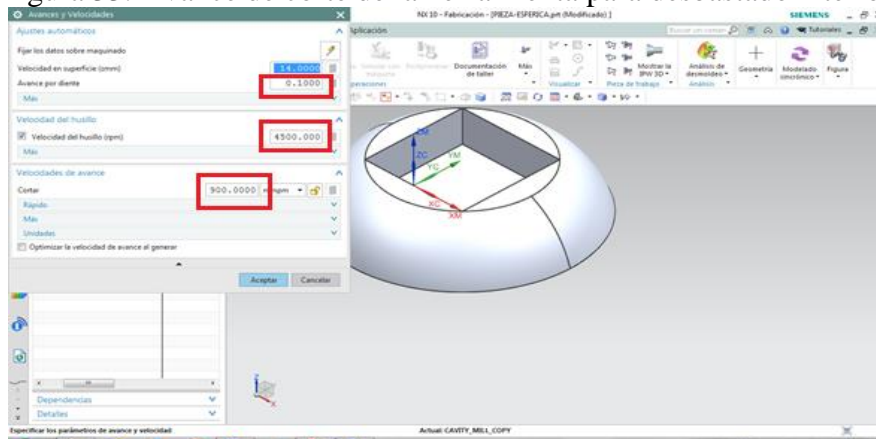 Avances y Velocidades
NX 10 - Fabricación - [PIEZA-ESFERICA.prt (Modificado) ]
SIEMENS
Ajustes automáticos
Aplicación
Tutoriales
Fijar los datos sobre maquinado
Velocidad en superficie (smm) 14.0000
Avance por diente 0.1000
Más
Documentación de taller
Más
Mostrar la IPW 3D
Análisis de desmoldeo
Geometría
Modelado sincrónico
Figura
operaciones
Visualizar
Pieza de trabajo
Análisis
Velocidad del husillo
Velocidad del husillo (rpm) 4500.000
Más
Velocidades de avance
Cortar 900.0000
Rápido
Más
Unidades
Optimizar la velocidad de avance al generar
Aceptar Cancelar
ZM
ZC
YM
YC
XC
XM
Dependencias
Detalles
Especificar los parámetros de avance y velocidad
Actual: CAVITY_MILL_COPY